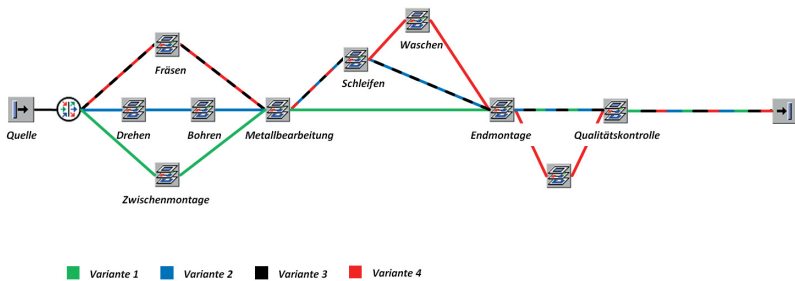 Waschen
Fräsen
Schleifen
Quelle
Drehen
Bohren
Metallbearbeitung
Endmontage
Qualitätskontrolle
Zwischenmontage
Variante 1
Variante 2
Variante 3
Variante 4